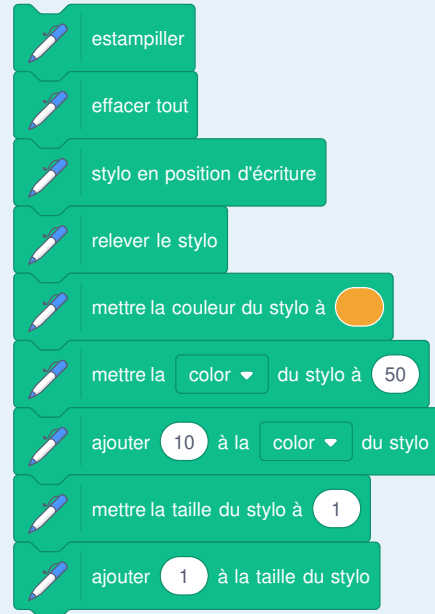 estampiller
effacer tout
stylo en position d'écriture
relever le stylo
mettre la couleur du stylo à
mettre la color du stylo à 50
ajouter 10 à la color du stylo
mettre la taille du stylo à 1
ajouter 1 à la taille du stylo